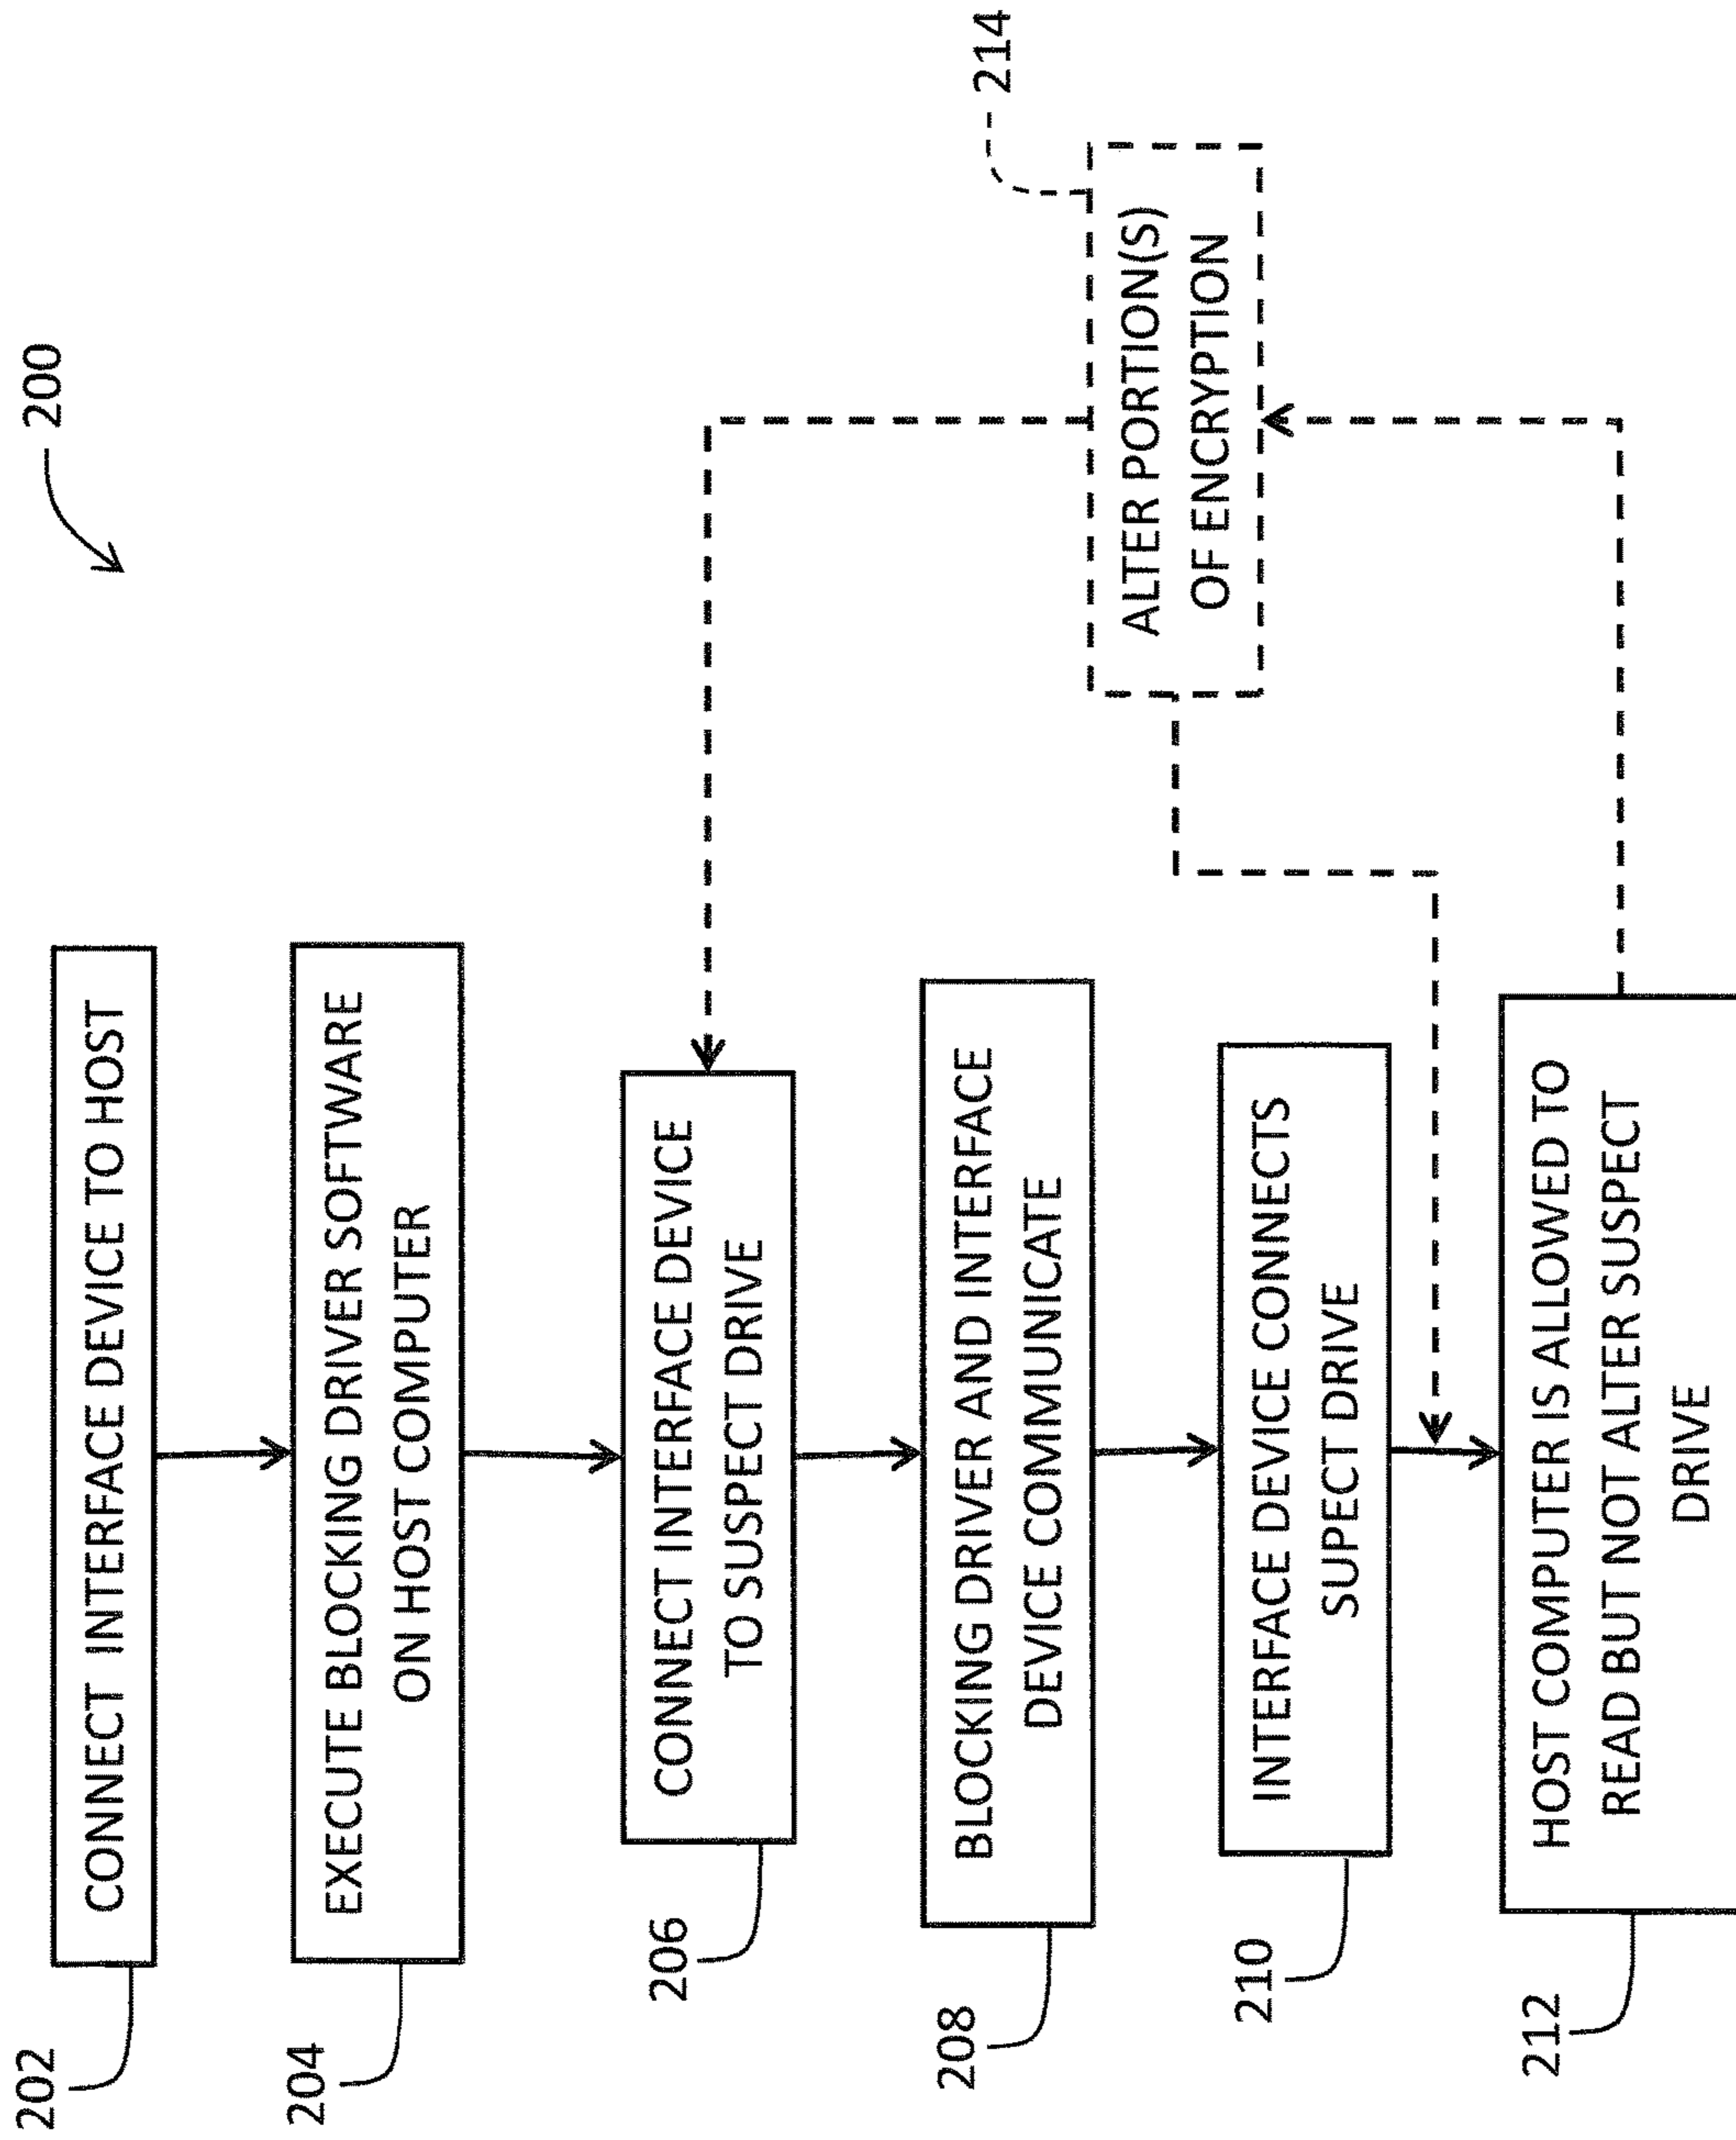 200
202
CONNECT INTERFACE DEVICE TO HOST
204
EXECUTE BLOCKING DRIVER SOFTWARE
ON HOST COMPUTER
206
CONNECT INTERFACE DEVICE
TO SUSPECT DRIVE
208
BLOCKING DRIVER AND INTERFACE
DEVICE COMMUNICATE
210
INTERFACE DEVICE CONNECTS
SUPECT DRIVE
212
HOST COMPUTER IS ALLOWED TO
READ BUT NOT ALTER SUSPECT
DRIVE
214
ALTER PORTION(S)
OF ENCRYPTION